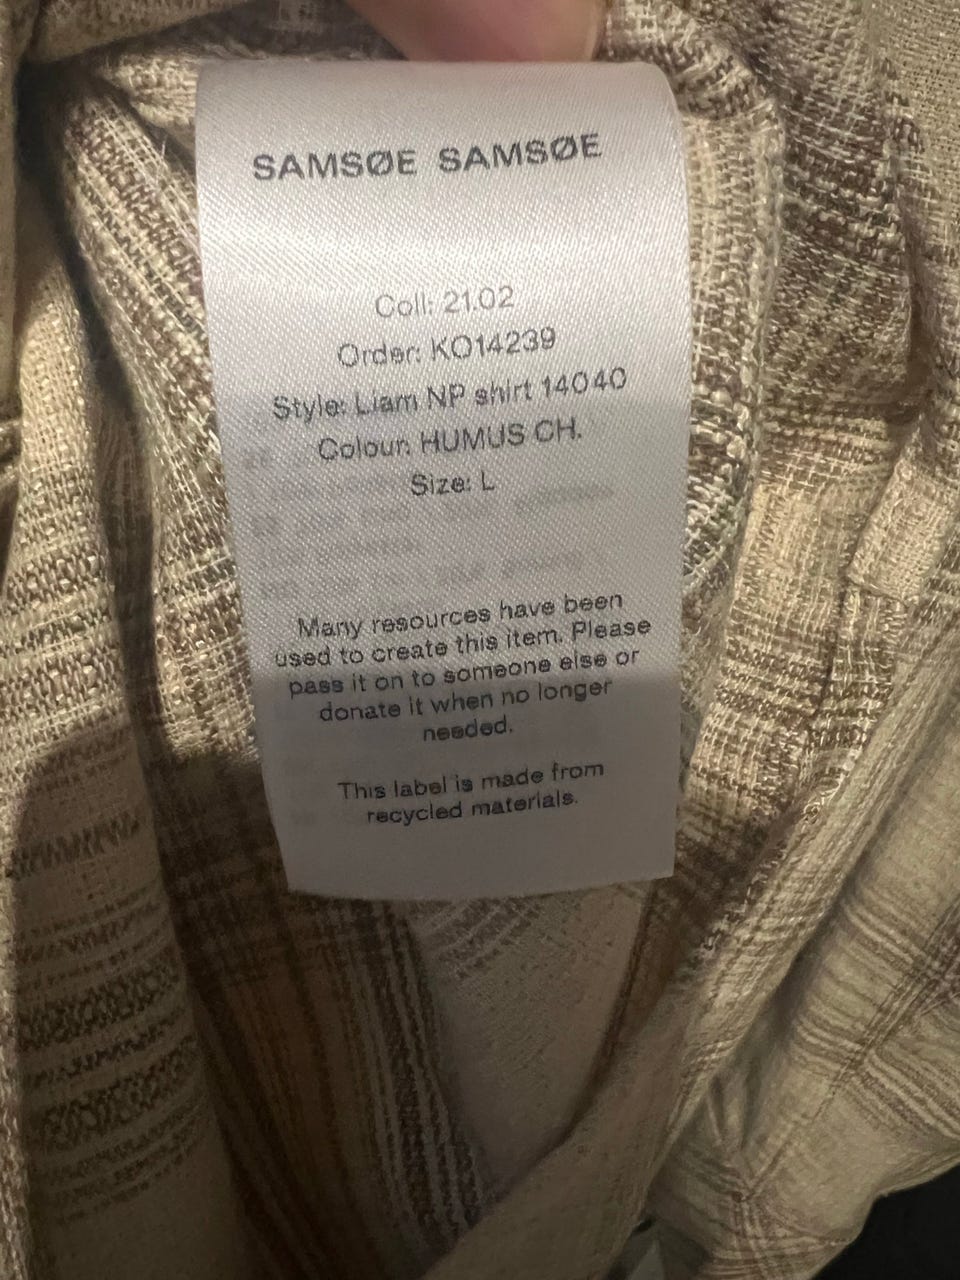 SAMSØE SAMSØE
Coll: 21.02
Order: KO14239
Style: Liam NP shirt 14040
Colour: HUMUS CH.
Size: L
Many resources have been
used to create this item. Please
pass it on to someone else or
donate it when no longer
needed.
This label is made from
recycled materials.